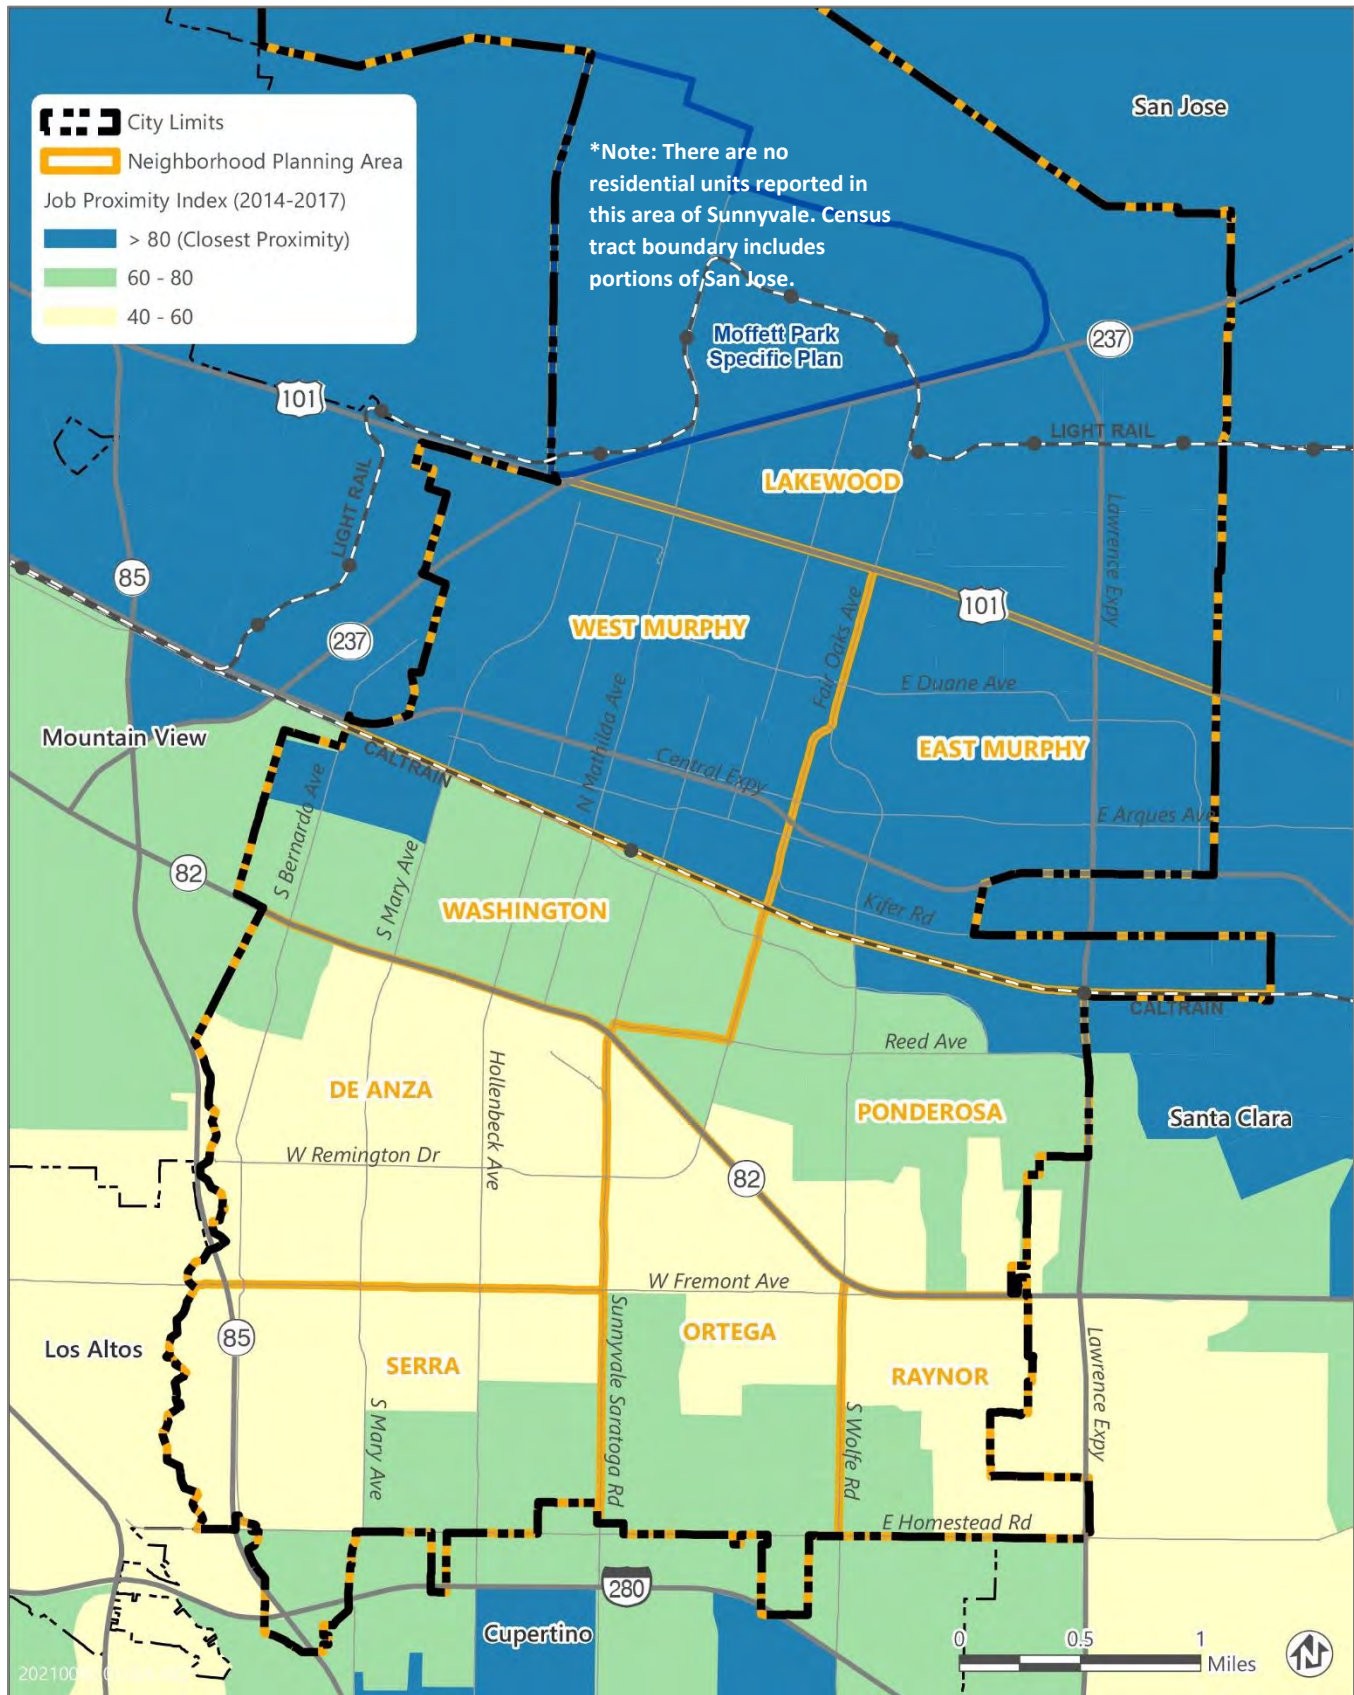 City Limits
Neighborhood Planning Area
Job Proximity Index (2014-2017)
> 80 (Closest Proximity)
60 - 80
40 - 60
San Jose
*Note: There are no
residential units reported in
this area of Sunnyvale. Census
tract boundary includes
portions of San Jose.
Moffett Park
Specific Plan
237
101
LIGHT RAIL
LIGHT RAIL
LAKEWOOD
Lawrence Expy
85
101
237
WEST MURPHY
Fair Oaks Ave
E Duane Ave
N Mathilda Ave
Mountain View
EAST MURPHY
CALTRAIN
Central Expy
S Bernardo Ave
E Arques Ave
82
S Mary Ave
WASHINGTON
Kifer Rd
CALTRAIN
Reed Ave
Hollenbeck Ave
DE ANZA
PONDEROSA
Santa Clara
W Remington Dr
82
W Fremont Ave
85
Los Altos
Sunnyvale Saratoga Rd
ORTEGA
SERRA
RAYNOR
Lawrence Expy
S Mary Ave
S Wolfe Rd
E Homestead Rd
280
Cupertino
0 0.5 1
Miles
N